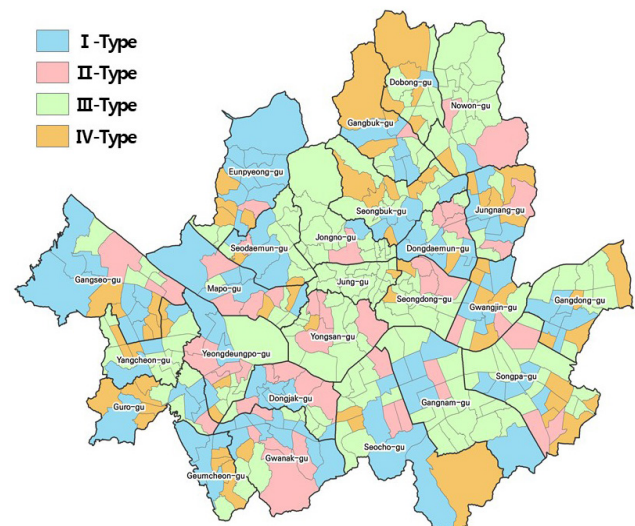 I-Type
II-Type
III-Type
IV-Type
Dobong-gu
Nowon-gu
Gangbuk-gu
Eunpyeong-gu
Seongbuk-gu
Jungnang-gu
Jongno-gu
Seodaemun-gu
Dongdaemun-gu
Gangseo-gu
Mapo-gu
Jung-gu
Seongdong-gu
Gwangjin-gu
Gangdong-gu
Yongsan-gu
Yangcheon-gu
Yeongdeungpo-gu
Songpa-gu
Guro-gu
Dongjak-gu
Gangnam-gu
Seocho-gu
Gwanak-gu
Geumcheon-gu